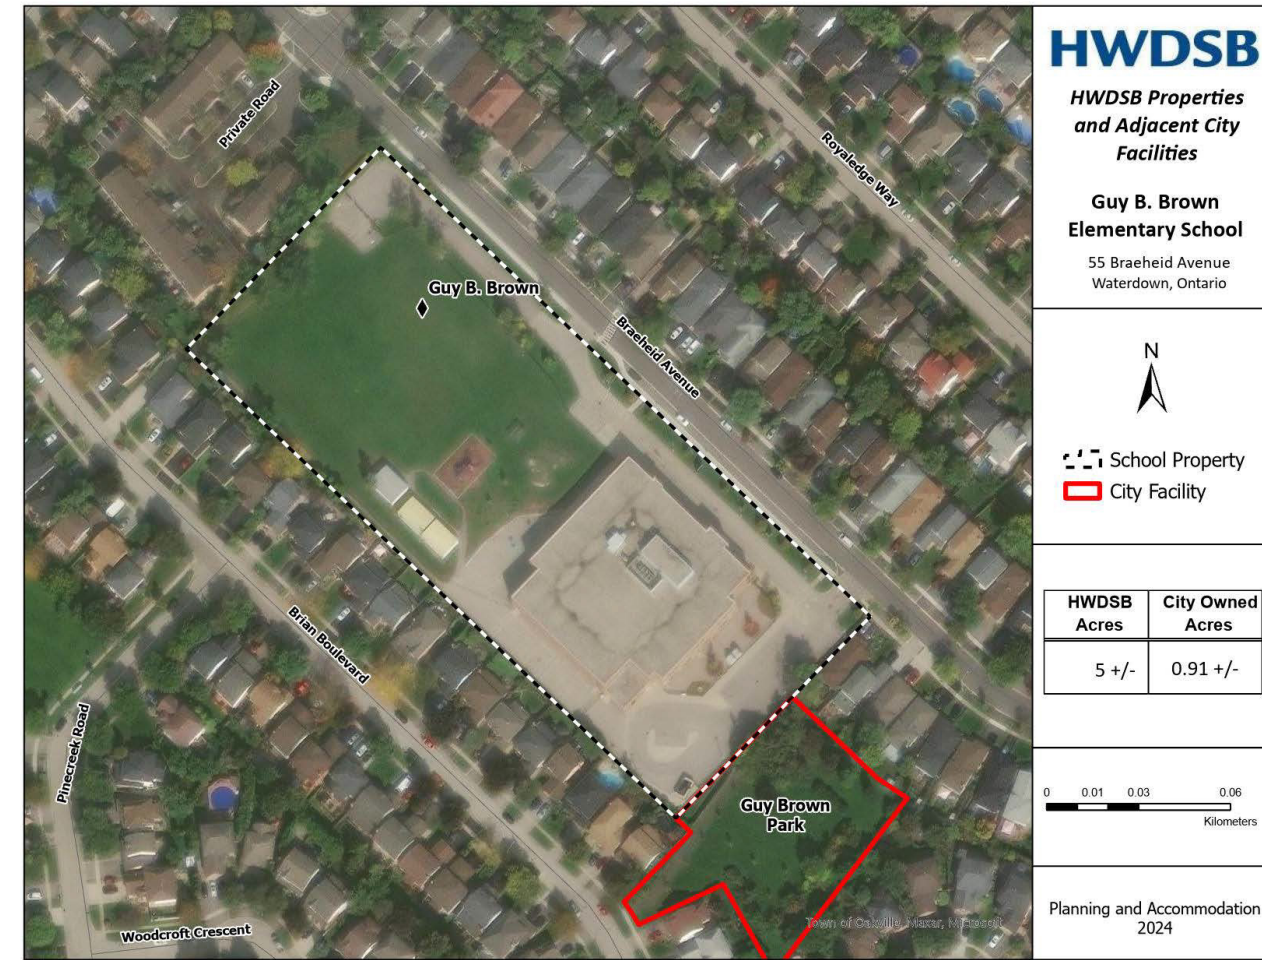 Private Road
Royaledge Way
Guy B. Brown
Braeheid Avenue
Brian Boulevard
Pinecreek Road
Woodcroft Crescent
Guy Brown
Park
Town of Oakville, Maxar, Microsoft
HWDSB
HWDSB Properties
and Adjacent City
Facilities
Guy B. Brown
Elementary School
55 Braeheid Avenue
Waterdown, Ontario
N
School Property
City Facility
HWDSB City Owned
Acres Acres
5 +/- 0.91 +/-
0 0.01 0.03 0.06
Kilometers
Planning and Accommodation
2024